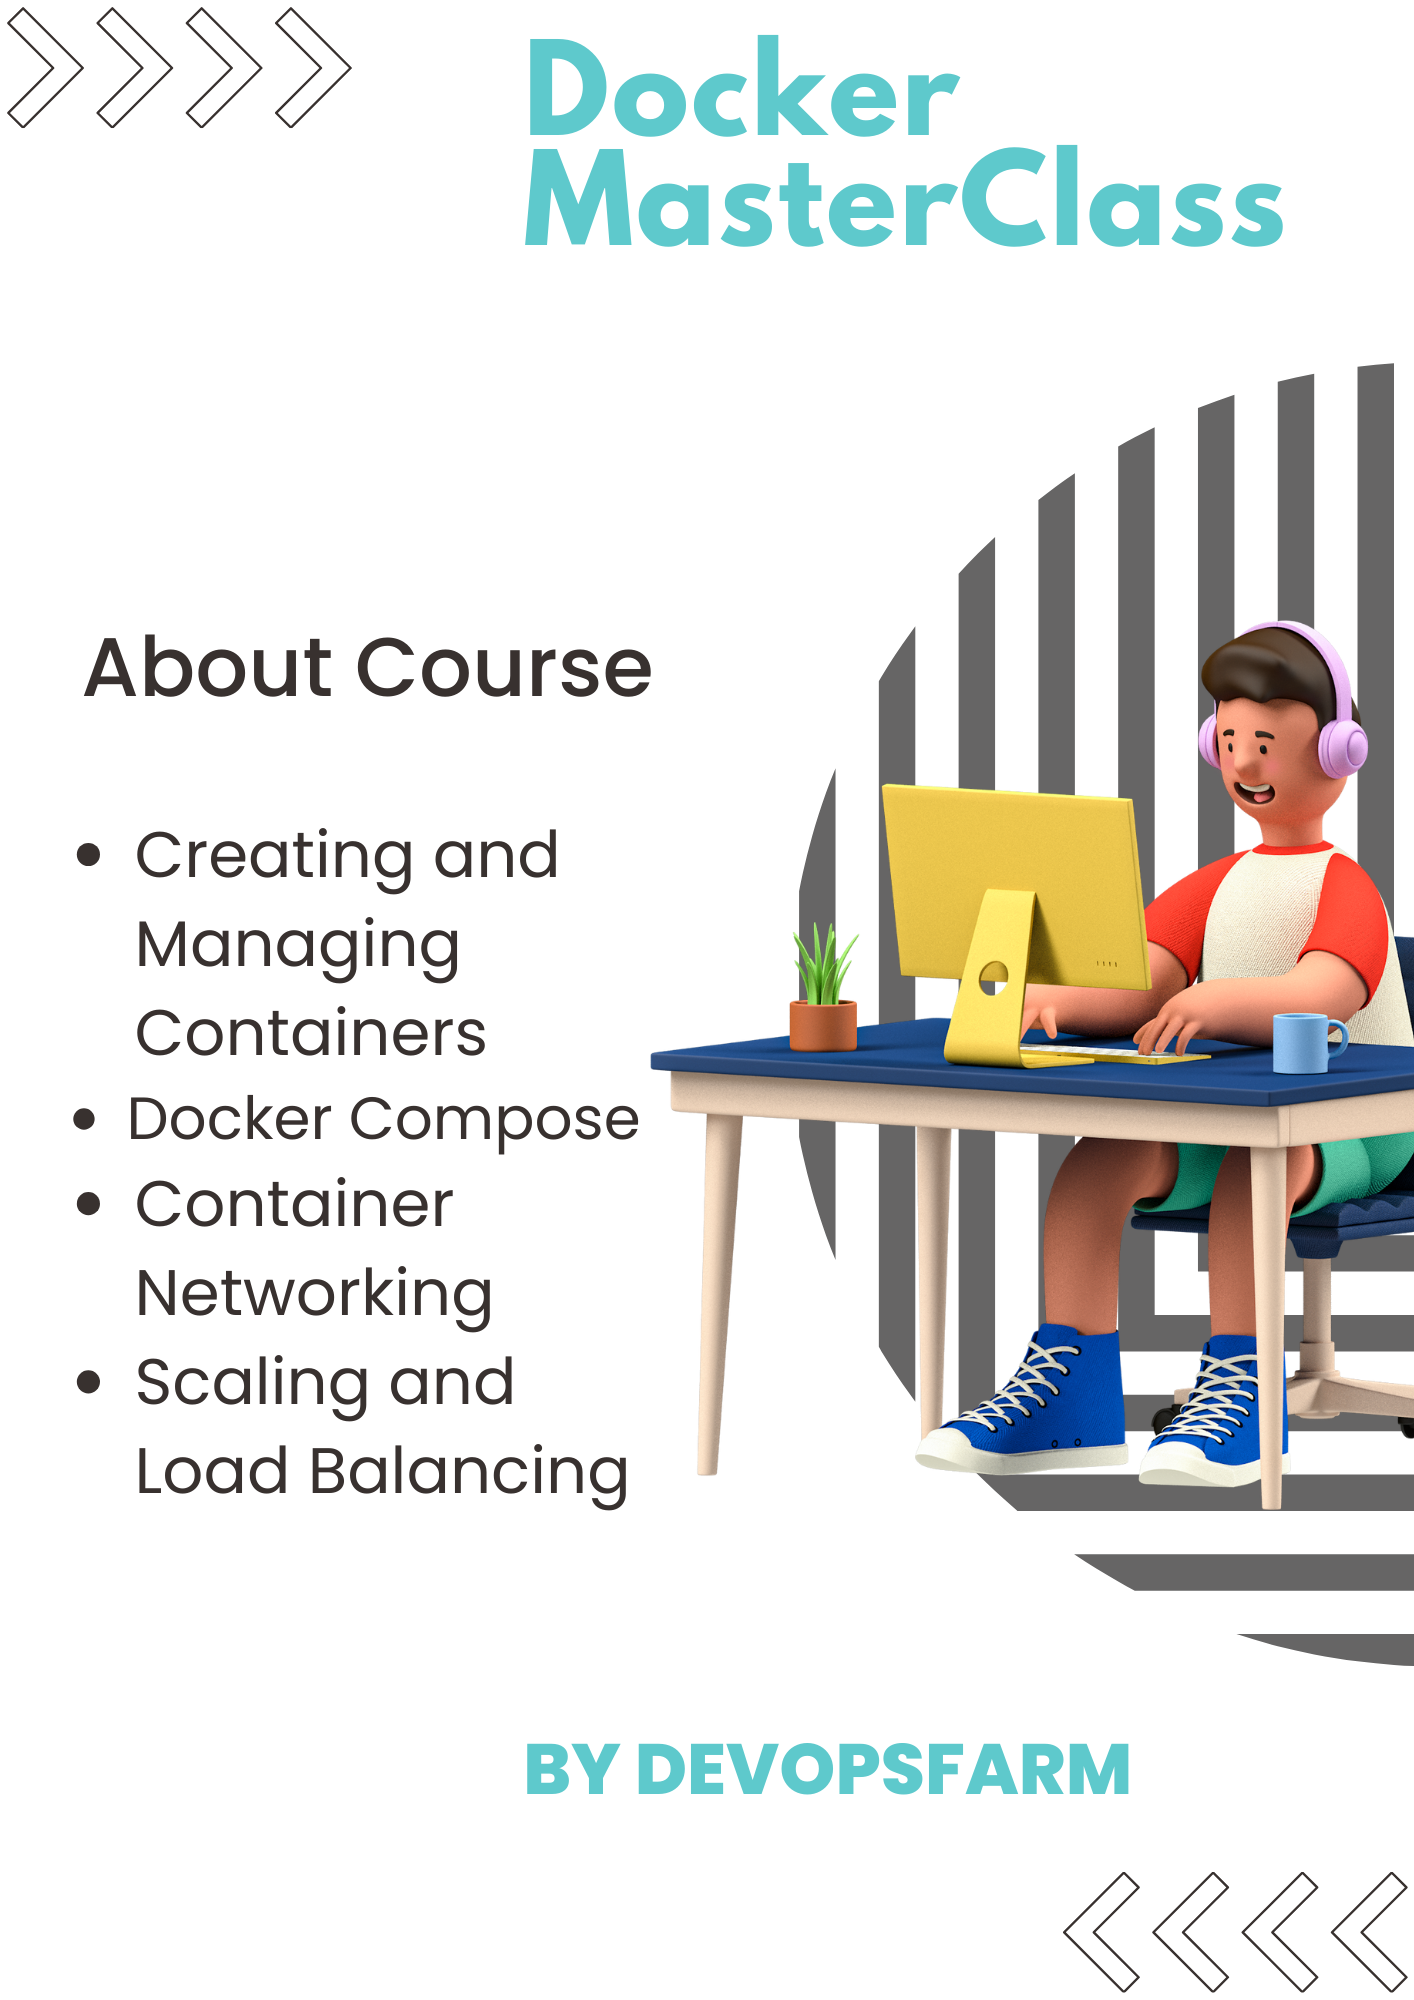 Docker
MasterClass
About Course
• Creating and
Managing
Containers
• Docker Compose
• Container
Networking
• Scaling and
Load Balancing
BY DEVOPSFARM